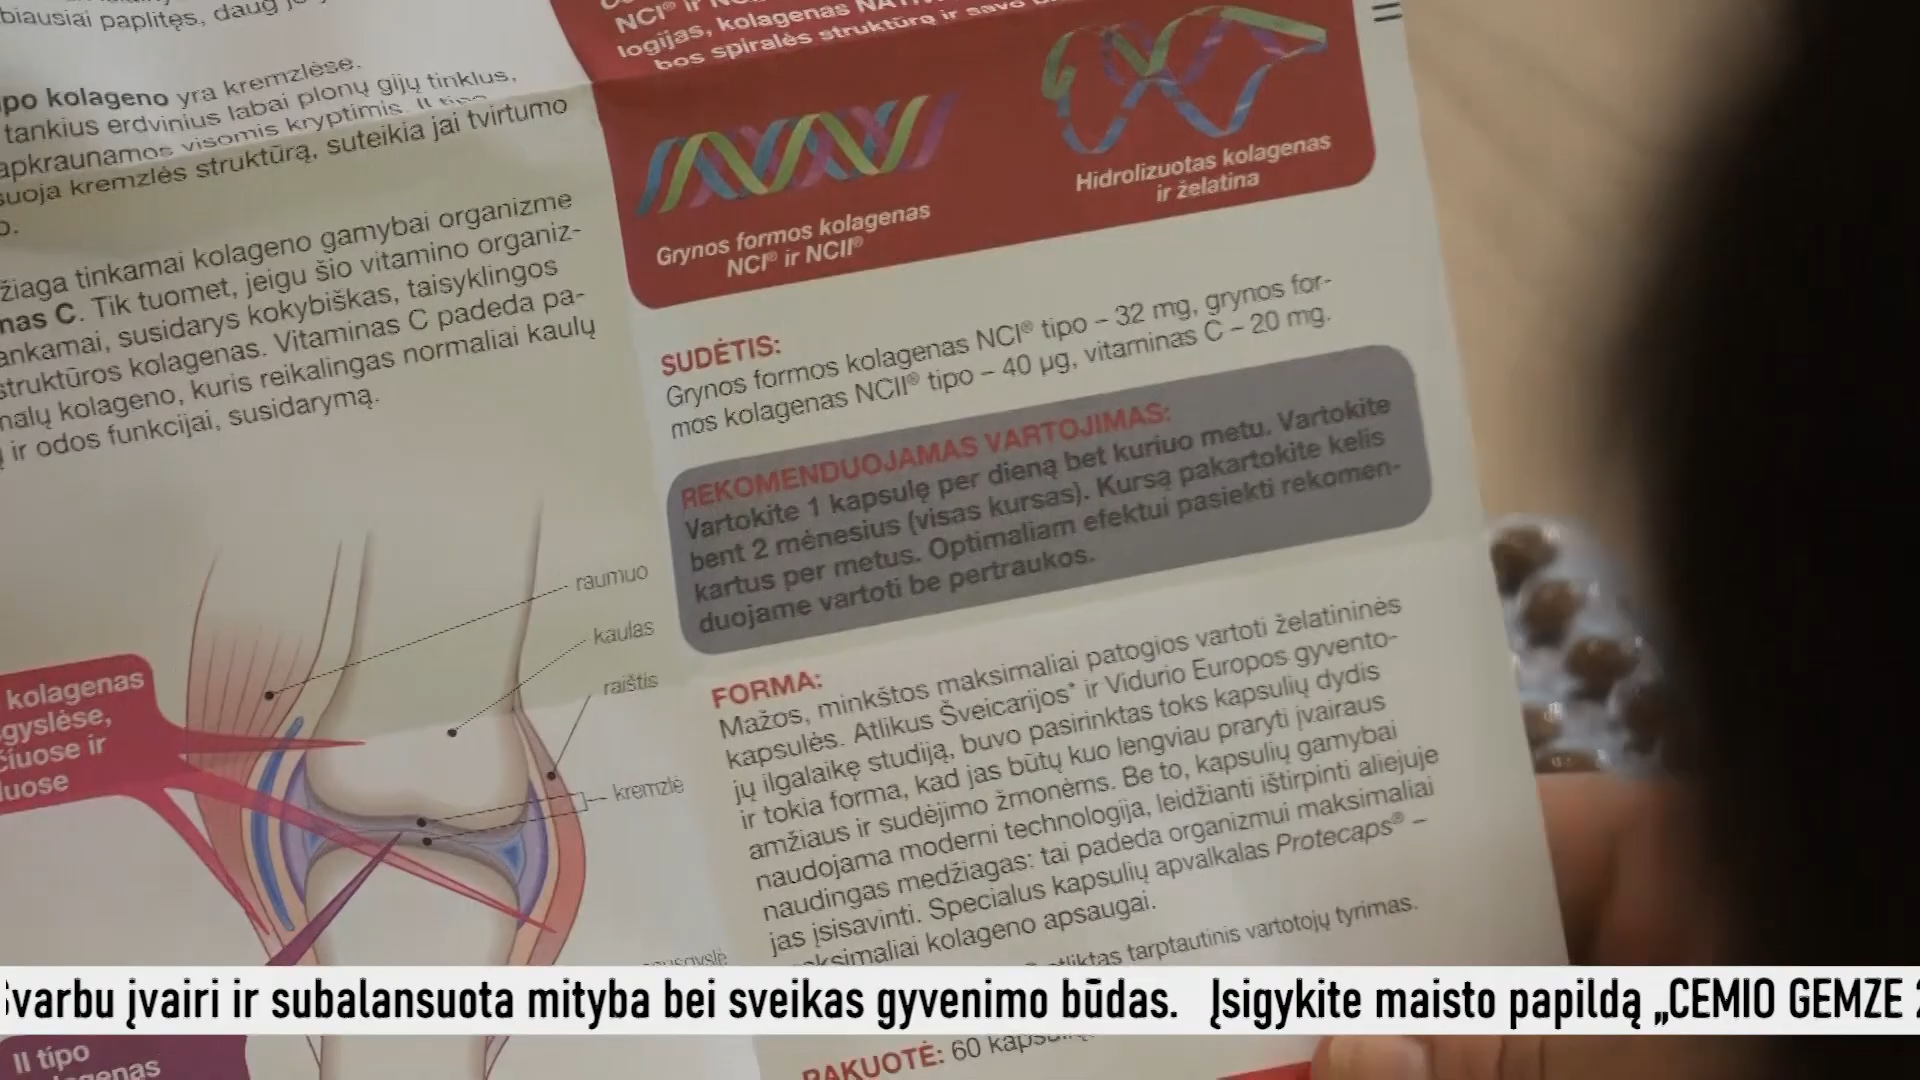 biausiai paplitęs, daug
po kolageno yra kremzlėse.
tankius erdvinius labai plonų gijų tinklus,
apkraunamos visomis kryptimis. II tipo
suoja kremzlės struktūrą, suteikia jai tvirtumo
o.
žiaga tinkamai kolageno gamybai organizme
nas C. Tik tuomet, jeigu šio vitamino organiz-
ankamai, susidarys kokybiškas, taisyklingos
struktūros kolagenas. Vitaminas C padeda pa-
nalų kolageno, kuris reikalingas normaliai kaulų
ir odos funkcijai, susidarymą.
raumuo
kaulas
raištis
kremzlė
kolagenas
gyslėse,
čiuose ir
luose
II tipo
lagenas
NCI® ir
logijas, kolagenas
bos spiralės struktūrą ir savo
Grynos formos kolagenas
NCI® ir NCII®
Hidrolizuotas kolagenas
ir želatina
SUDĖTIS:
Grynos formos kolagenas NCI® tipo – 32 mg, grynos for-
mos kolagenas NCII® tipo – 40 µg, vitaminas C – 20 mg.
REKOMENDUOJAMAS VARTOJIMAS:
Vartokite 1 kapsulę per dieną bet kuriuo metu. Vartokite
bent 2 mėnesius (visas kursas). Kursą pakartokite kelis
kartus per metus. Optimaliam efektui pasiekti rekomen-
duojame vartoti be pertraukos.
FORMA:
Mažos, minkštos maksimaliai patogios vartoti želatininės
kapsulės. Atlikus Šveicarijos* ir Vidurio Europos gyvento-
jų ilgalaikę studiją, buvo pasirinktas toks kapsulių dydis
ir tokia forma, kad jas būtų kuo lengviau praryti įvairaus
amžiaus ir sudėjimo žmonėms. Be to, kapsulių gamybai
naudojama moderni technologija, leidžianti ištirpinti aliejuje
naudingas medžiagas: tai padeda organizmui maksimaliai
jas įsisavinti. Specialus kapsulių apvalkalas Protecaps® –
ksimaliai kolageno apsaugai.
atliktas tarptautinis vartotojų tyrimas.
Svarbu įvairi ir subalansuota mityba bei sveikas gyvenimo būdas. Įsigykite maisto papildą „CEMIO GEMZE
PAKUOTĖ: 60 kapsulių